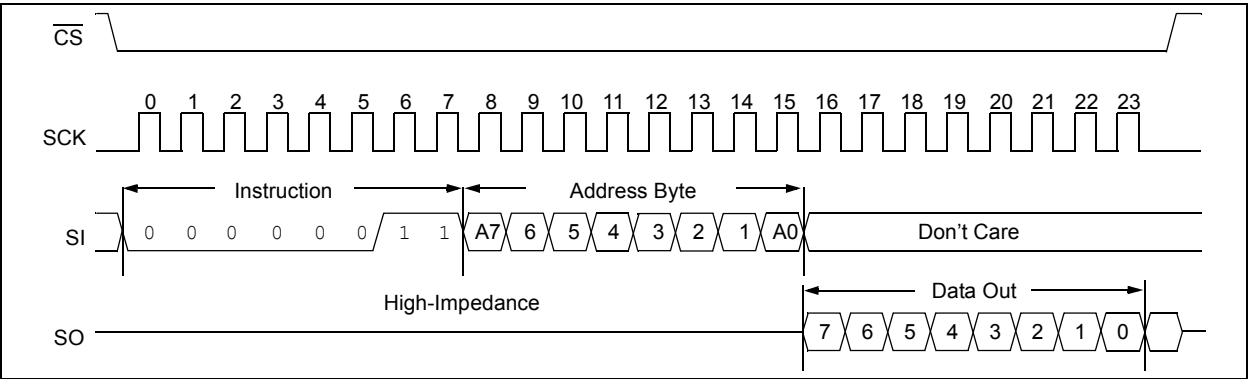 CS
0 1 2 3 4 5 6 7 8 9 10 11 12 13 14 15 16 17 18 19 20 21 22 23
SCK
Instruction Address Byte
SI 0 0 0 0 0 0 1 1 A7 6 5 4 3 2 1 A0 Don't Care
High-Impedance Data Out
SO 7 6 5 4 3 2 1 0